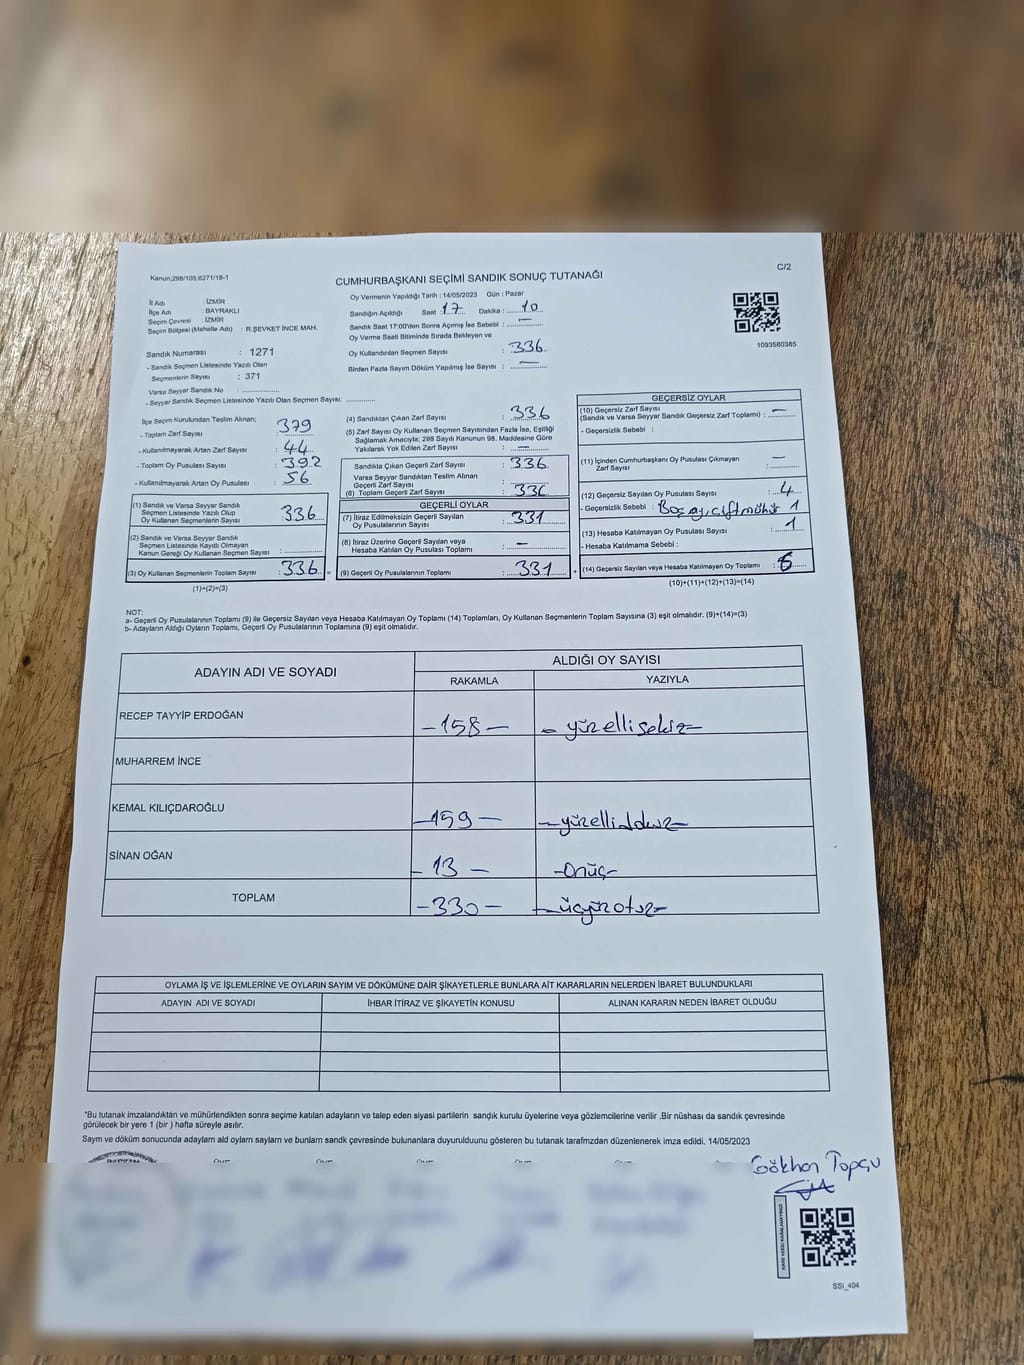 Kanun;298/105;6271/18-1
C/2
CUMHURBAŞKANI SEÇİMİ SANDIK SONUÇ TUTANAĞI
İl Adı : İZMİR
İlçe Adı : BAYRAKLI
Seçim Çevresi : İZMİR
Seçim Bölgesi (Mahalle Adı) : R.ŞEVKET İNCE MAH.
Sandık Numarası : 1271
- Sandık Seçmen Listesinde Yazılı Olan
Seçmenlerin Sayısı : 371
Varsa Seyyar Sandık No :
- Seyyar Sandık Seçmen Listesinde Yazılı Olan Seçmen Sayısı:
Oy Vermenin Yapıldığı Tarih : 14/05/2023 Gün : Pazar
Sandığın Açıldığı Saat 17 Dakika : 10
Sandık Saat 17:00'den Sonra Açımış İse Sebebi : —
Oy Verme Saati Bitiminde Sırada Bekleyen ve
Oy Kullandırılan Seçmen Sayısı : 336
Birden Fazla Sayım Döküm Yapılmış İse Sayısı : —
1093580385
İlçe Seçim Kurulundan Teslim Alınan;
- Toplam Zarf Sayısı : 379
- Kullanılmayarak Artan Zarf Sayısı : 44
- Toplam Oy Pusulası Sayısı : 392
- Kullanılmayarak Artan Oy Pusulası : 56
(1) Sandık ve Varsa Seyyar Sandık
Seçmen Listesinde Yazılı Olup
Oy Kullanan Seçmenlerin Sayısı : 336
(2) Sandık ve Varsa Seyyar Sandık
Seçmen Listesinde Kayıtlı Olmayan
Kanun Gereği Oy Kullanan Seçmen Sayısı :
(3) Oy Kullanan Seçmenlerin Toplam Sayısı : 336 =
(1)+(2)=(3)
(4) Sandıktan Çıkan Zarf Sayısı : 336
(5) Zarf Sayısı Oy Kullanan Seçmen Sayısından Fazla İse, Eşitliği
Sağlamak Amacıyla; 298 Sayılı Kanunun 98. Maddesine Göre
Yakılarak Yok Edilen Zarf Sayısı : —
Sandıkta Çıkan Geçerli Zarf Sayısı : 336
Varsa Seyyar Sandıktan Teslim Alınan
Geçerli Zarf Sayısı :
(6) Toplam Geçerli Zarf Sayısı : 336
GEÇERLİ OYLAR
(7) İtiraz Edilmeksizin Geçerli Sayılan
Oy Pusulalarının Sayısı : 331
(8) İtiraz Üzerine Geçerli Sayılan veya
Hesaba Katılan Oy Pusulası Toplamı : —
(9) Geçerli Oy Pusulalarının Toplamı : 331 +
GEÇERSİZ OYLAR
(10) Geçersiz Zarf Sayısı
(Sandık ve Varsa Seyyar Sandık Geçersiz Zarf Toplamı) : —
- Geçersizlik Sebebi :
(11) İçinden Cumhurbaşkanı Oy Pusulası Çıkmayan
Zarf Sayısı : —
(12) Geçersiz Sayılan Oy Pusulası Sayısı : 4
- Geçersizlik Sebebi : Boş oy, çift mühür 1
(13) Hesaba Katılmayan Oy Pusulası Sayısı : 1
- Hesaba Katılmama Sebebi :
(14) Geçersiz Sayılan veya Hesaba Katılmayan Oy Toplamı :
(10)+(11)+(12)+(13)=(14)
NOT:
a- Geçerli Oy Pusulalarının Toplamı (9) ile Geçersiz Sayılan veya Hesaba Katılmayan Oy Toplamı (14) Toplamları, Oy Kullanan Seçmenlerin Toplam Sayısına (3) eşit olmalıdır. (9)+(14)=(3)
b- Adayların Aldığı Oyların Toplamı, Geçerli Oy Pusulalarının Toplamına (9) eşit olmalıdır.
ADAYIN ADI VE SOYADI
ALDIĞI OY SAYISI
RAKAMLA YAZIYLA
RECEP TAYYİP ERDOĞAN -158- - yüzellisekiz-
MUHARREM İNCE
KEMAL KILIÇDAROĞLU -159- -yüzellidokuz-
SİNAN OĞAN - 13 - -onüç-
TOPLAM -330- -üçyüzotuz-
OYLAMA İŞ VE İŞLEMLERİNE VE OYLARIN SAYIM VE DÖKÜMÜNE DAİR ŞİKAYETLERLE BUNLARA AİT KARARLARIN NELERDEN İBARET BULUNDUKLARI
ADAYIN ADI VE SOYADI İHBAR İTİRAZ VE ŞİKAYETİN KONUSU ALINAN KARARIN NEDEN İBARET OLDUĞU
"Bu tutanak imzalandıktan ve mühürlendikten sonra seçime katılan adayların ve talep eden siyasi partilerin sandık kurulu üyelerine veya gözlemcilerine verilir .Bir nüshası da sandık çevresinde
görülecek bir yere 1 (bir ) hafta süreyle asılır.
Sayım ve döküm sonucunda adayların ald oyların sayların ve bunların sandk çevresinde bulunanlara duyurulduunu gösteren bu tutanak tarafmzdan düzenlenerek imza edildi. 14/05/2023
Gökhan Topçu
SSI_404